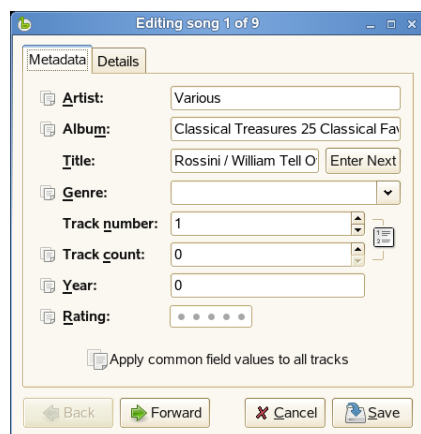 Editing song 1 of 9
Metadata Details
Artist: Various
Album: Classical Treasures 25 Classical Fav
Title: Rossini / William Tell O Enter Next
Genre:
Track number: 1
Track count: 0
Year: 0
Rating:
Apply common field values to all tracks
Back Forward Cancel Save